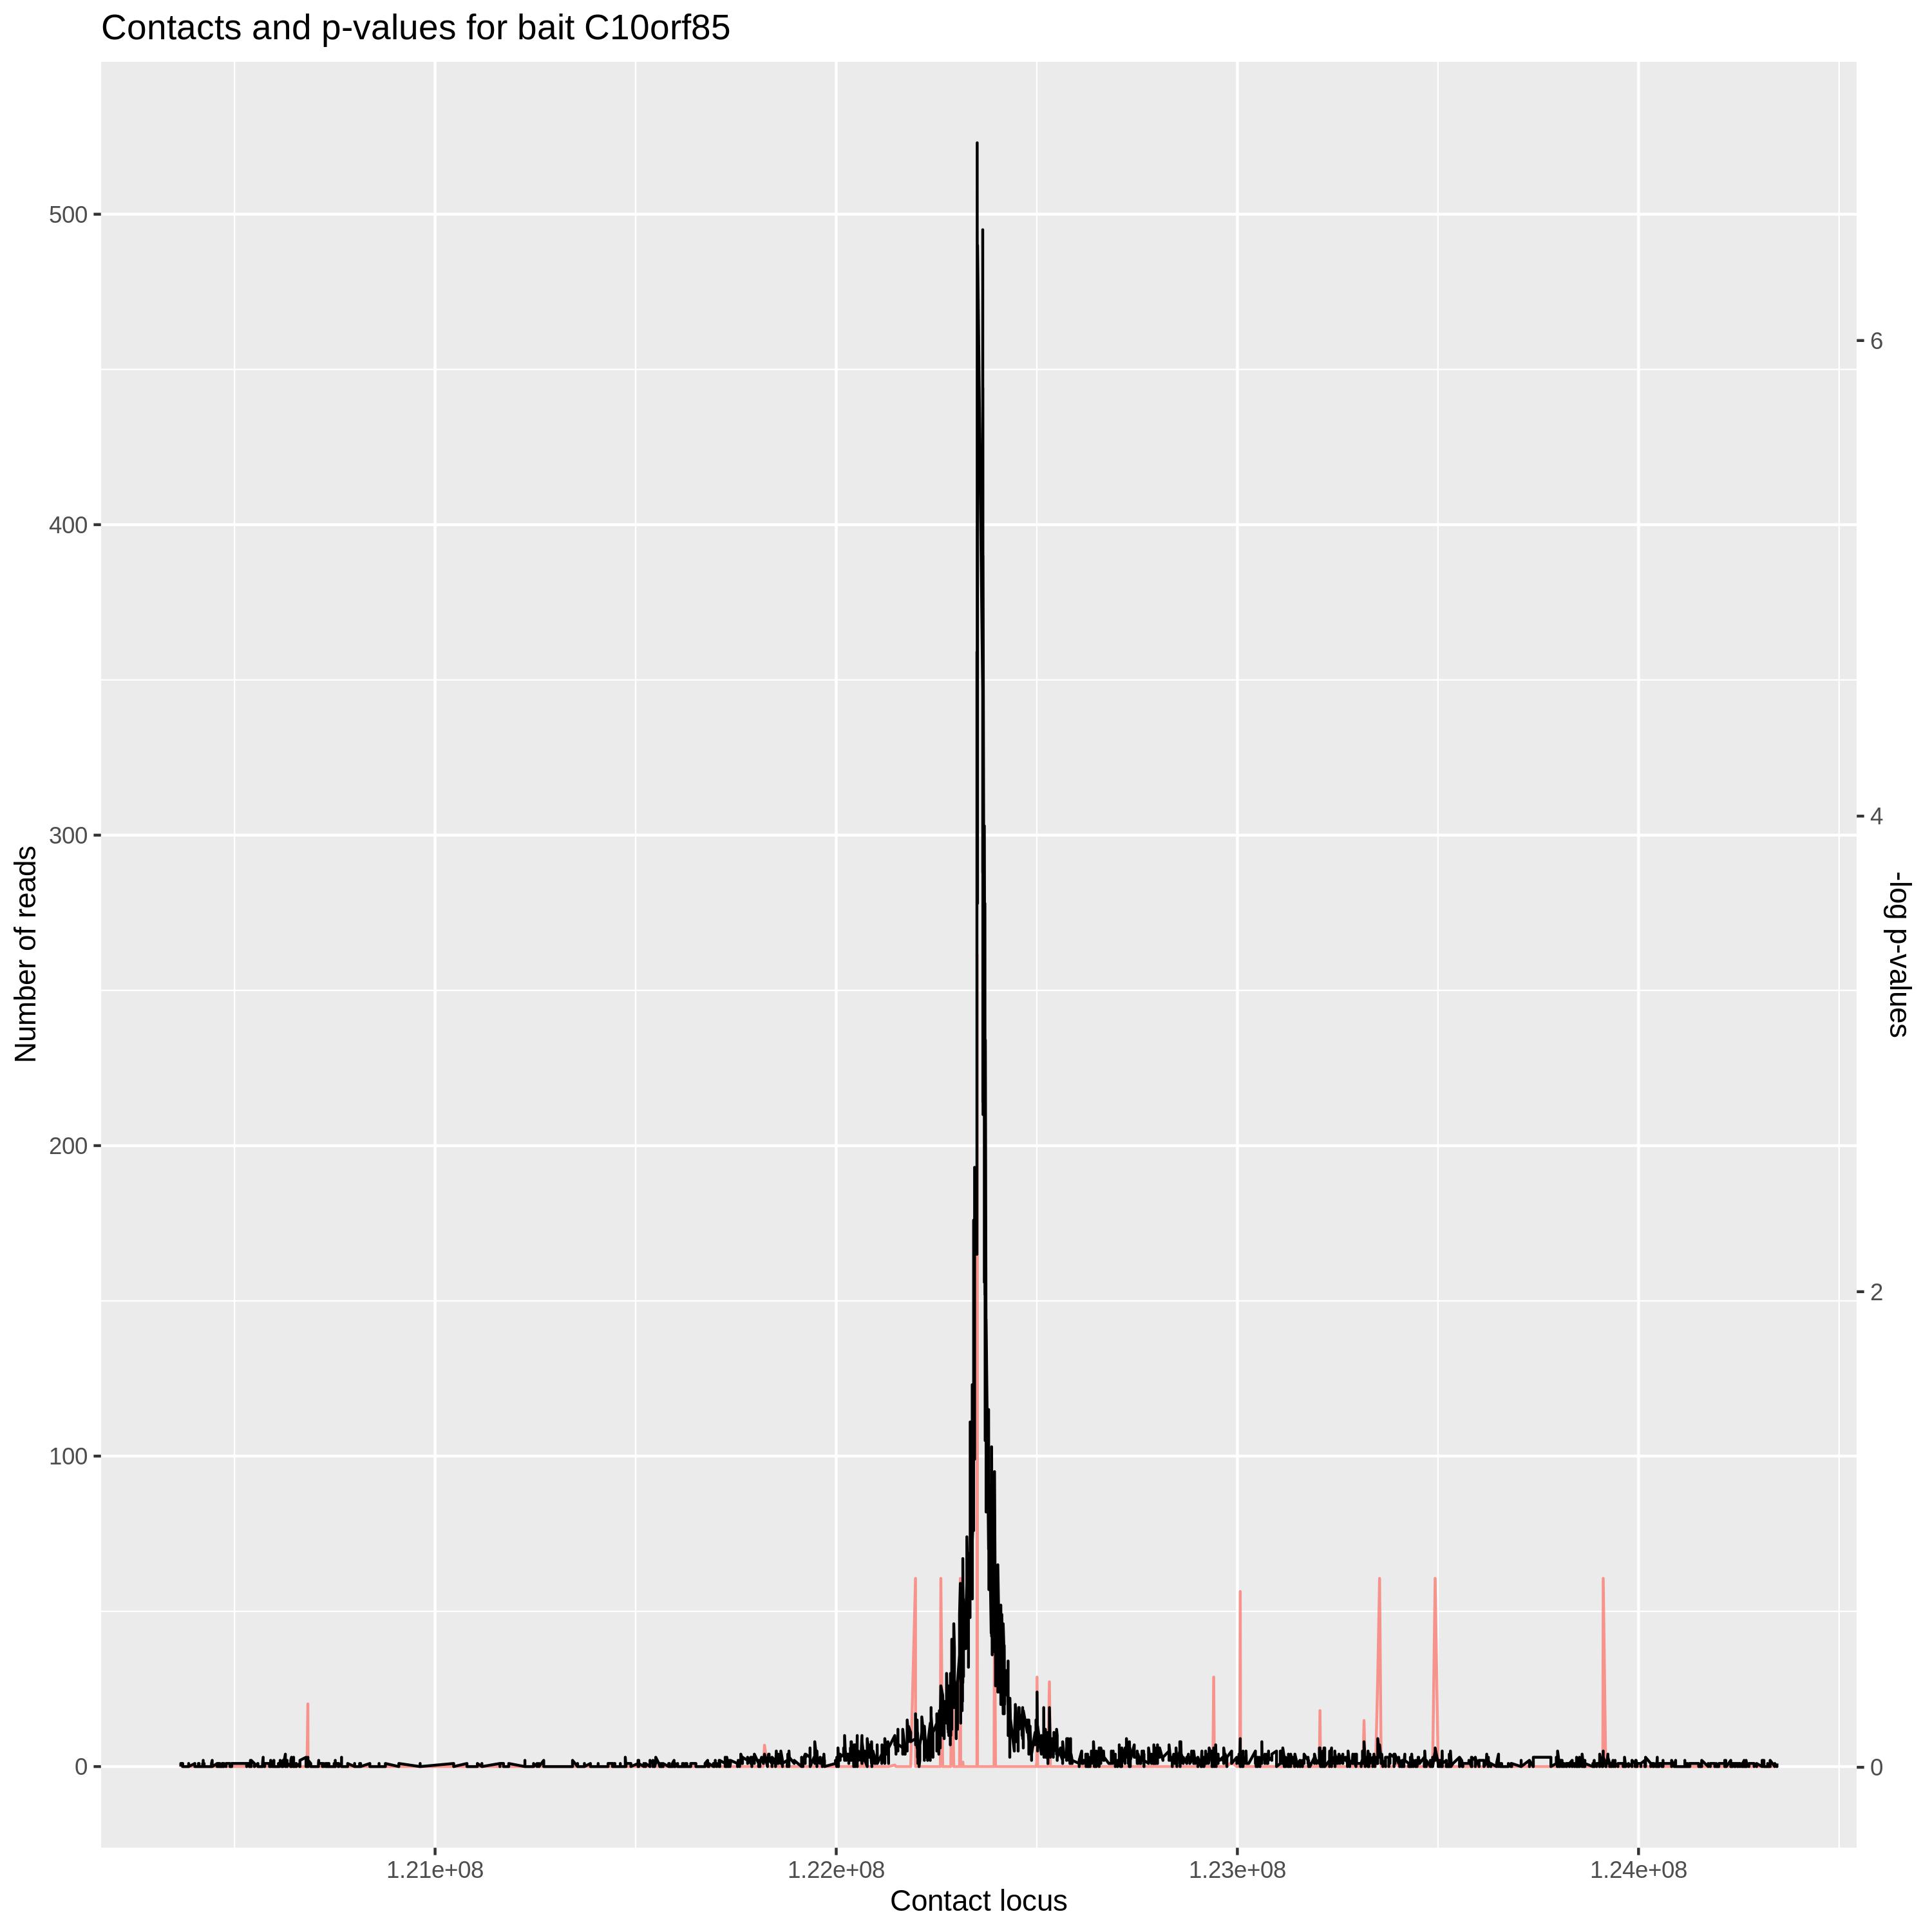 Contacts and p-values for bait C10orf85
500
400
300
200
100
0
Number of reads
6
4
2
0
-log p-values
1.21e+08
1.22e+08
1.23e+08
1.24e+08
Contact locus